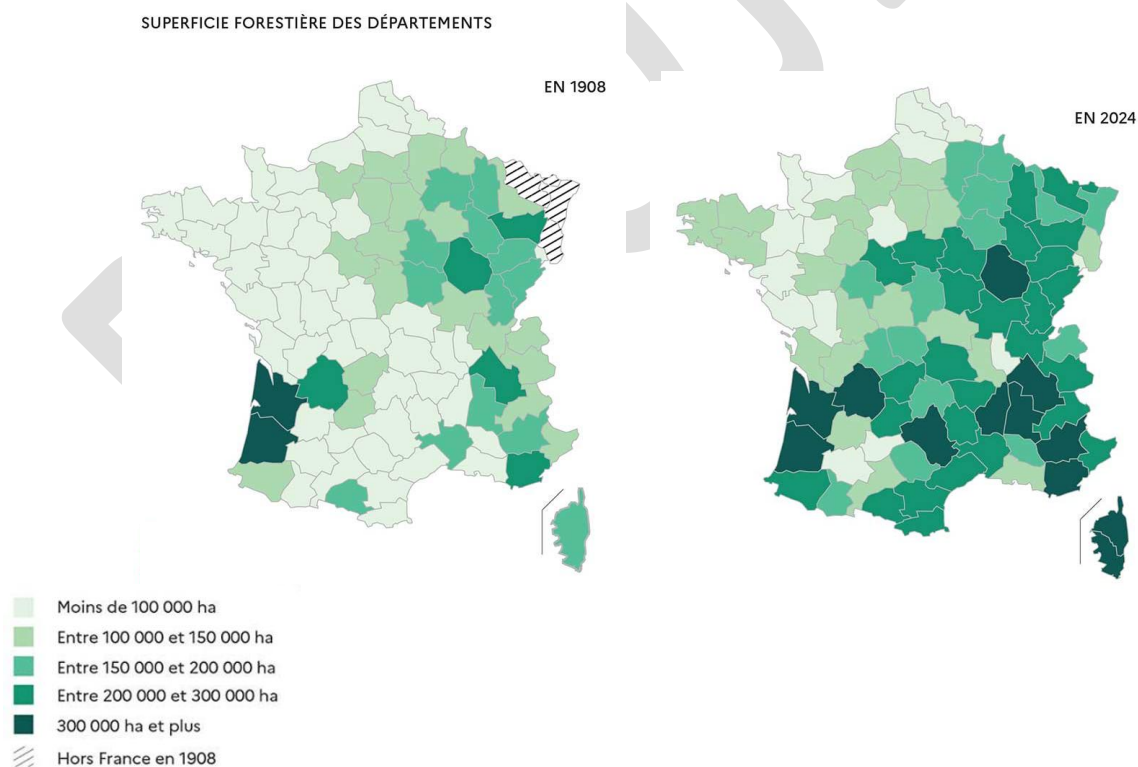 SUPERFICIE FORESTIÈRE DES DÉPARTEMENTS
EN 1908
EN 2024
Moins de 100 000 ha
Entre 100 000 et 150 000 ha
Entre 150 000 et 200 000 ha
Entre 200 000 et 300 000 ha
300 000 ha et plus
Hors France en 1908